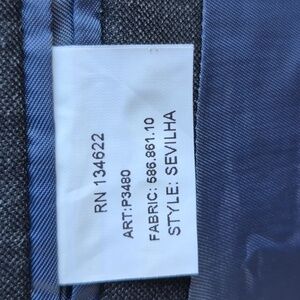 RN 134622
ART:P3480
FABRIC: 586.861.10
STYLE: SEVILHA